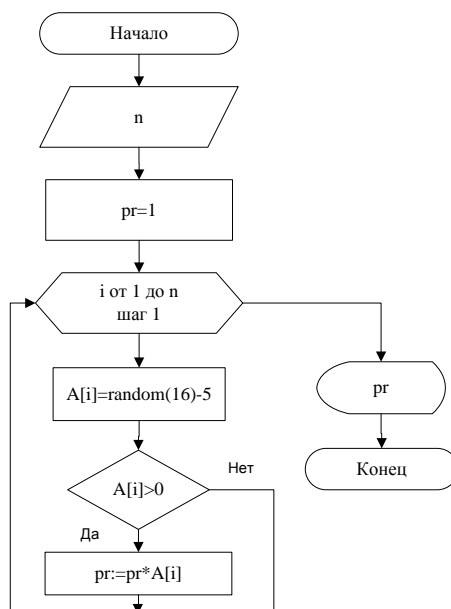 Начало
n
pr=1
i от 1 до n
шаг 1
A[i]=random(16)-5
A[i]>0
Нет
Да
pr:=pr*A[i]
pr
Конец